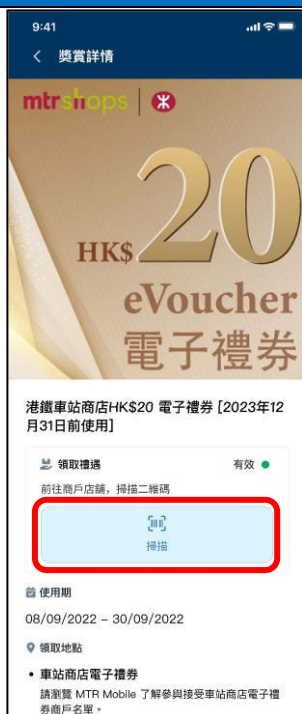 9:41
獎賞詳情
mtrshops
HK$20
eVoucher
電子禮券
港鐵車站商店HK$20 電子禮券 [2023年12
月31日前使用]
領取禮遇 有效
前往商戶店舖，掃描二維碼
掃描
使用期
08/09/2022 – 30/09/2022
領取地點
• 車站商店電子禮券
請瀏覽 MTR Mobile 了解參與接受車站商店電子禮
券商戶名單。